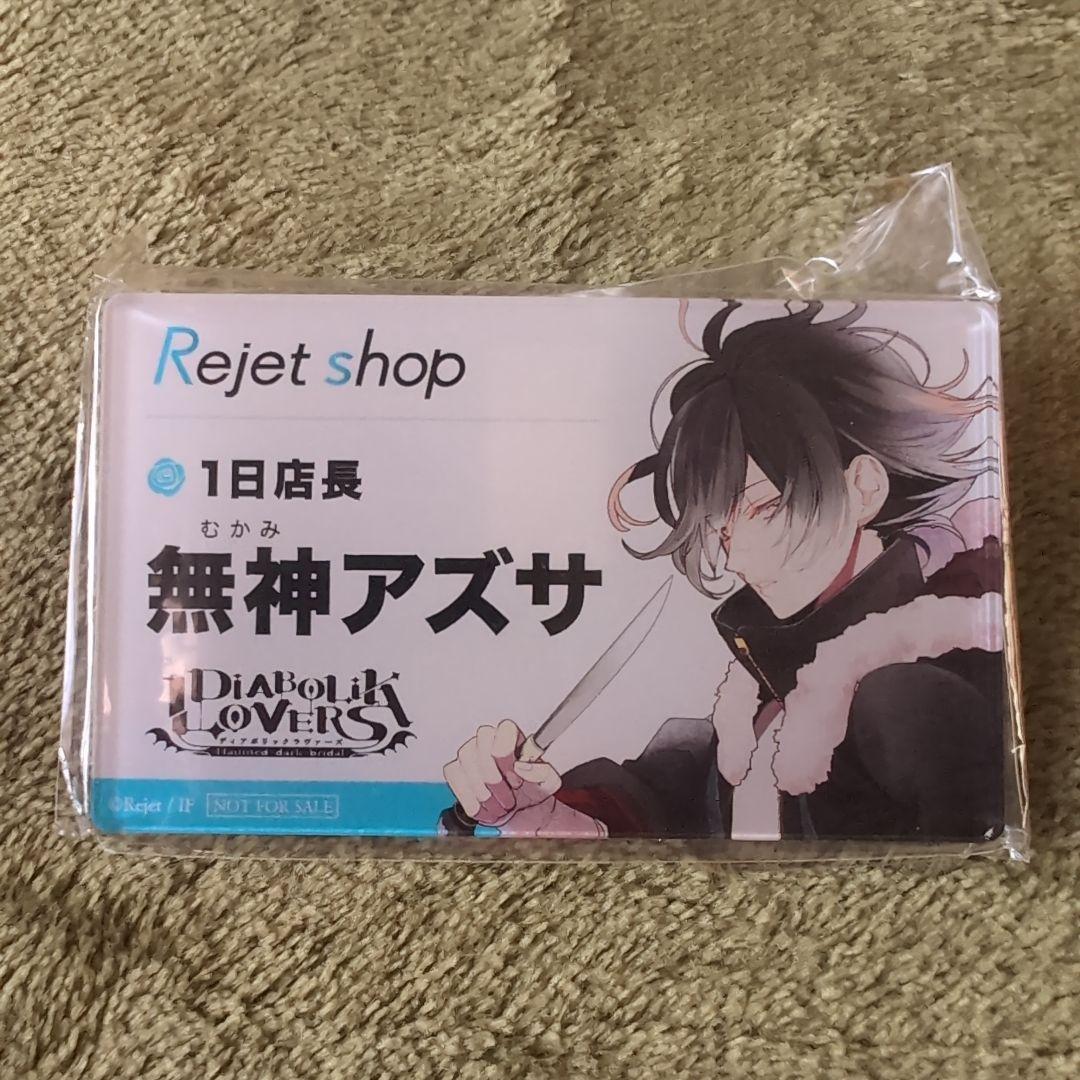 Rejet shop
1日店長
むかみ
無神アズサ
DIABOLIK
LOVERS
ディアボリックラヴァーズ
Haunted dark bridal
©Rejet / IF NOT FOR SALE